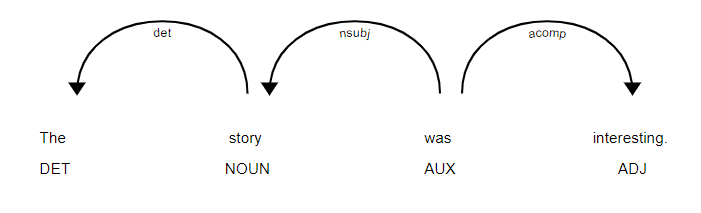 det nsubj acomp
The story was interesting.
DET NOUN AUX ADJ